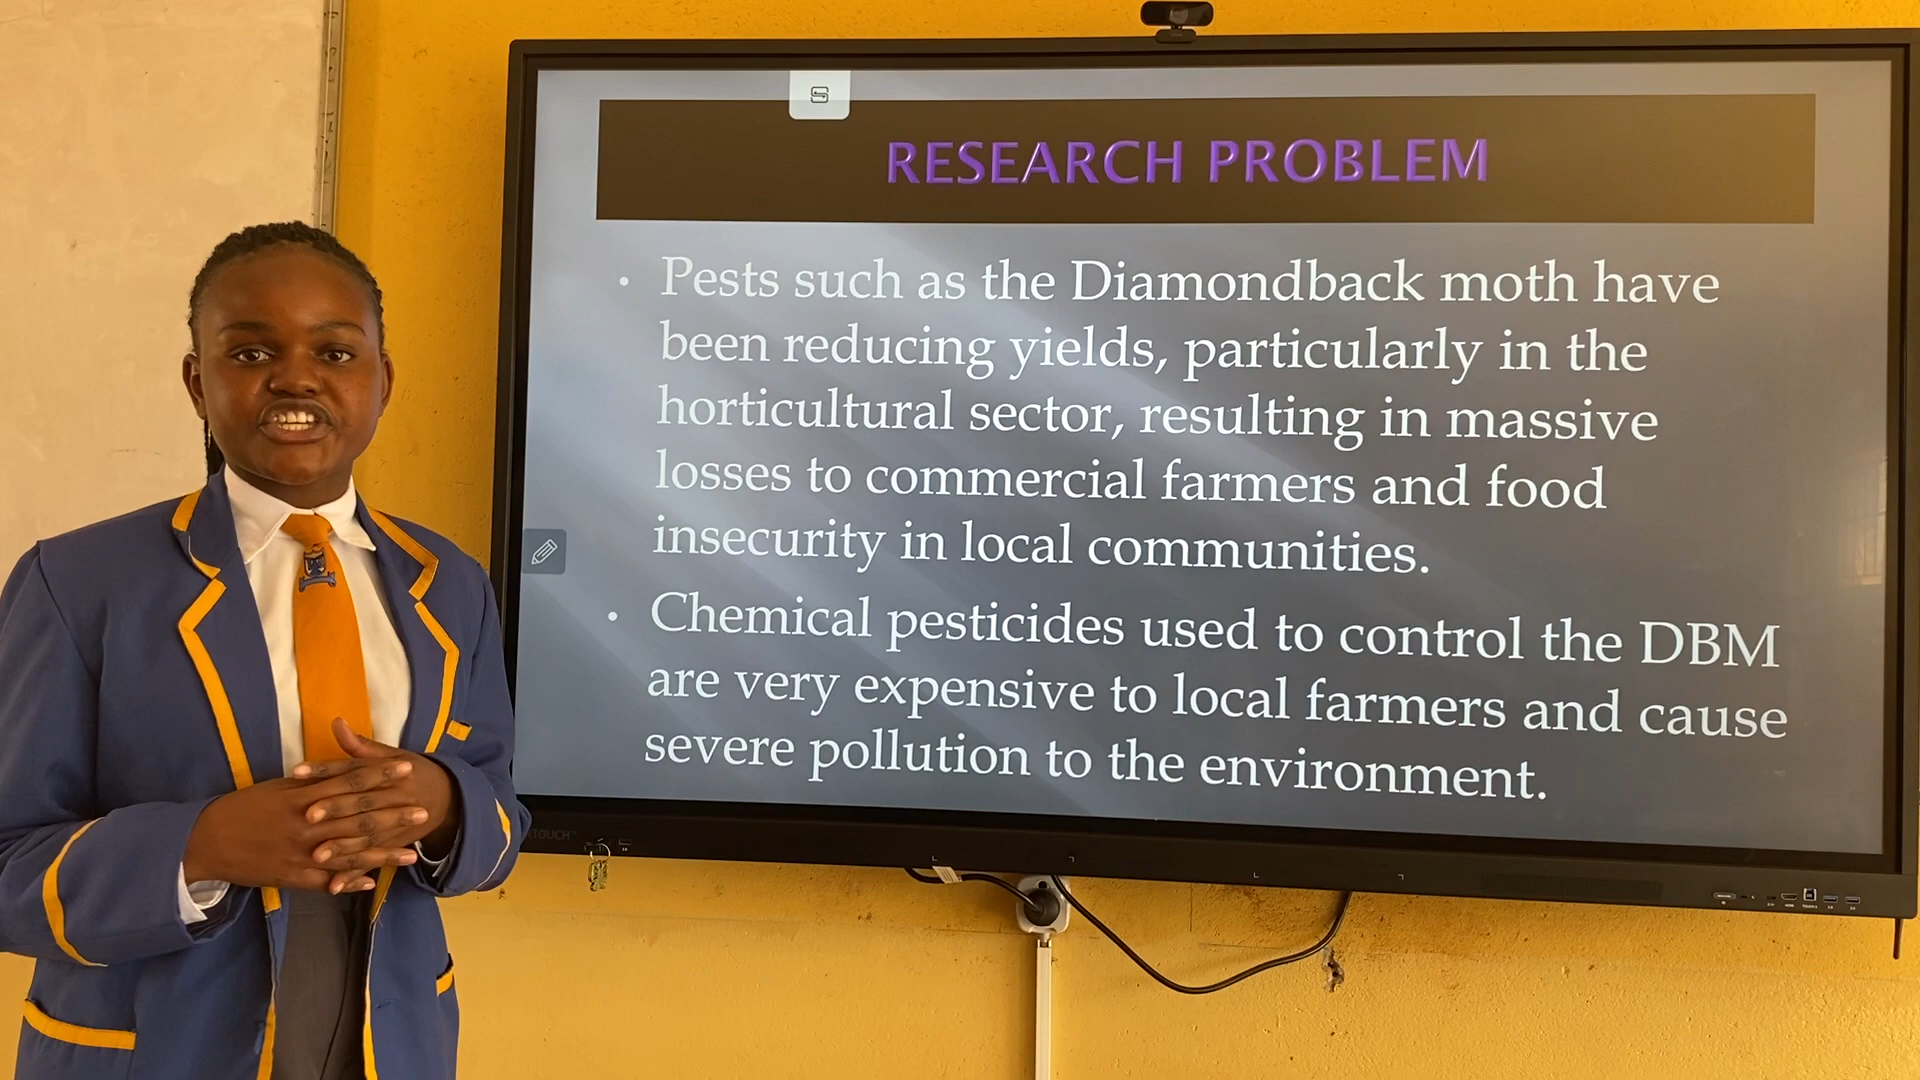 RESEARCH PROBLEM
• Pests such as the Diamondback moth have
been reducing yields, particularly in the
horticultural sector, resulting in massive
losses to commercial farmers and food
insecurity in local communities.
• Chemical pesticides used to control the DBM
are very expensive to local farmers and cause
severe pollution to the environment.